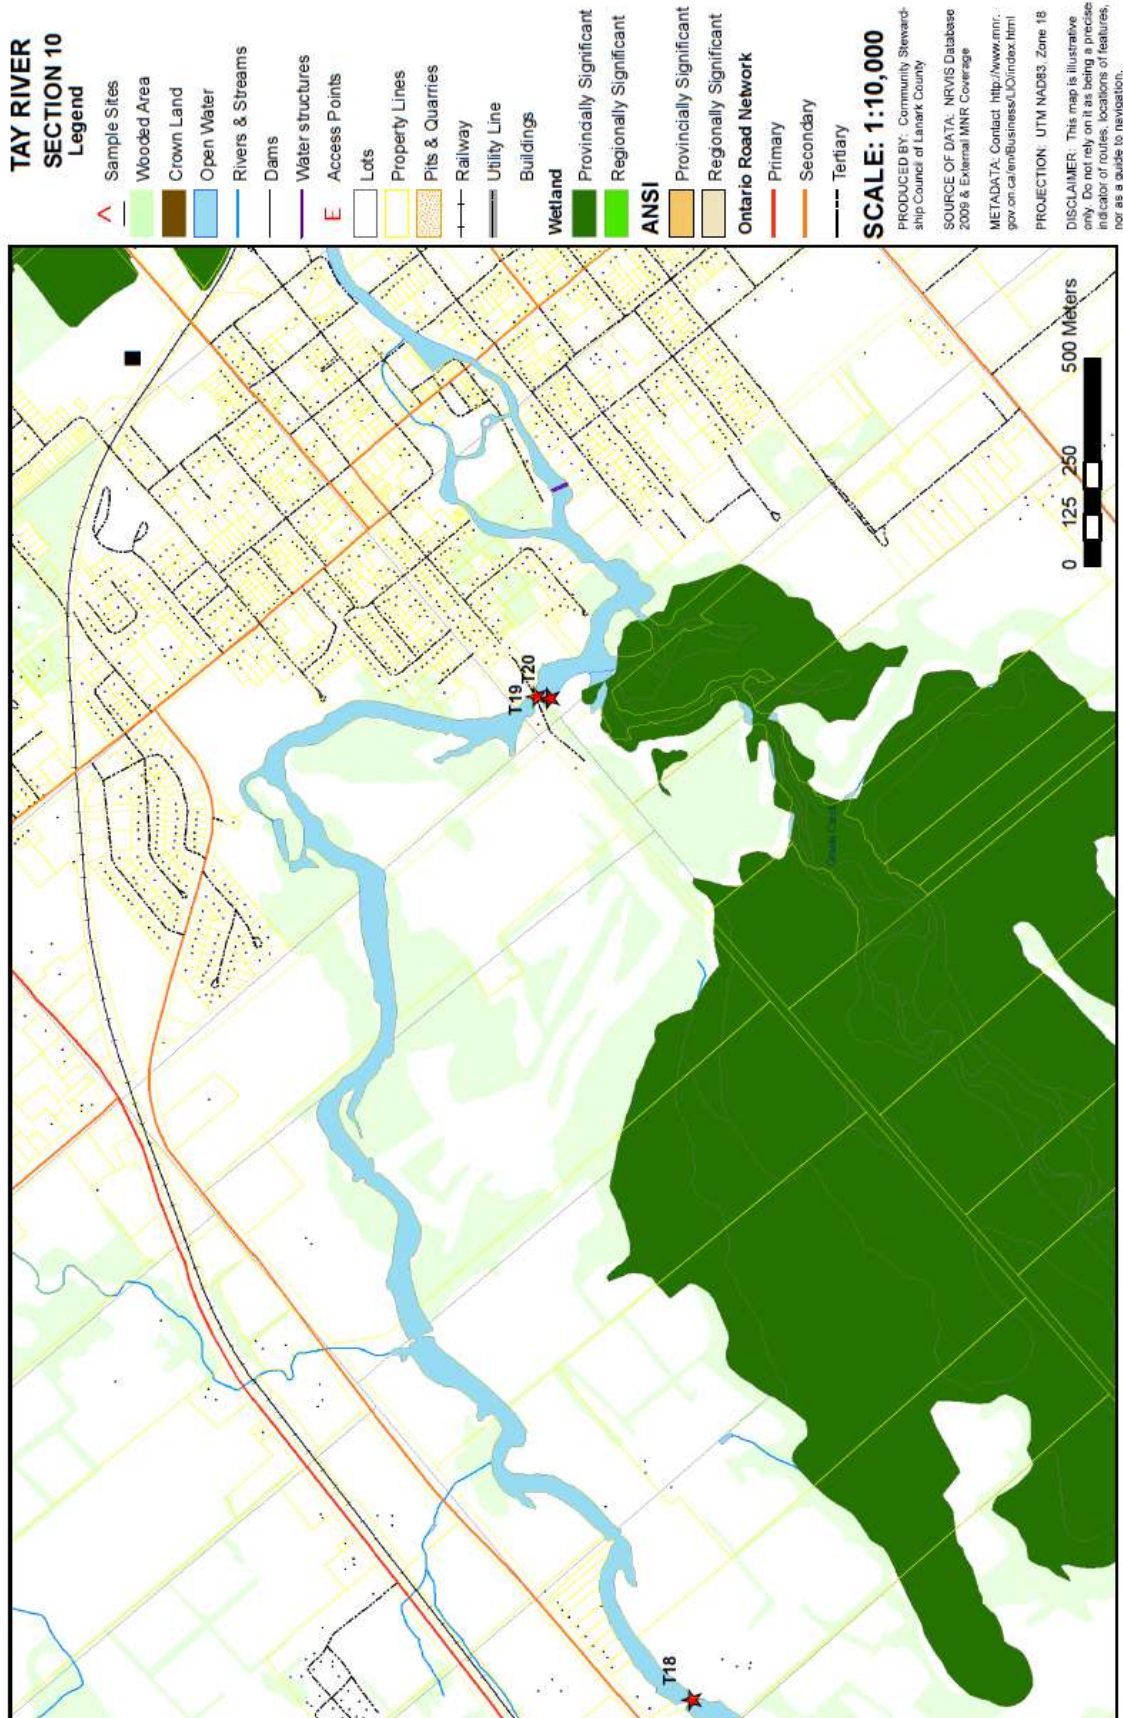 TAY RIVER
SECTION 10
Legend
Sample Sites
Wooded Area
Crown Land
Open Water
Rivers & Streams
Dams
Water structures
E
Access Points
Lots
Property Lines
Pits & Quarries
Railway
Utility Line
Buildings
Wetland
Provincially Significant
Regionally Significant
ANSI
Provincially Significant
Regionally Significant
Ontario Road Network
Primary
Secondary
Tertiary
SCALE: 1:10,000
PRODUCED BY: Community Steward-
ship Council of Lanark County
SOURCE OF DATA: NRVIS Database
2009 & External MNR Coverage
METADATA: Contact http://www.mnr.
gov.on.ca/en/Business/LIO/index.html
PROJECTION: UTM NAD83, Zone 18
DISCLAIMER: This map is illustrative
only. Do not rely on it as being a precise
indicator of routes, locations of features,
nor as a guide to navigation.
T19
T20
T18
0 125 250 500 Meters